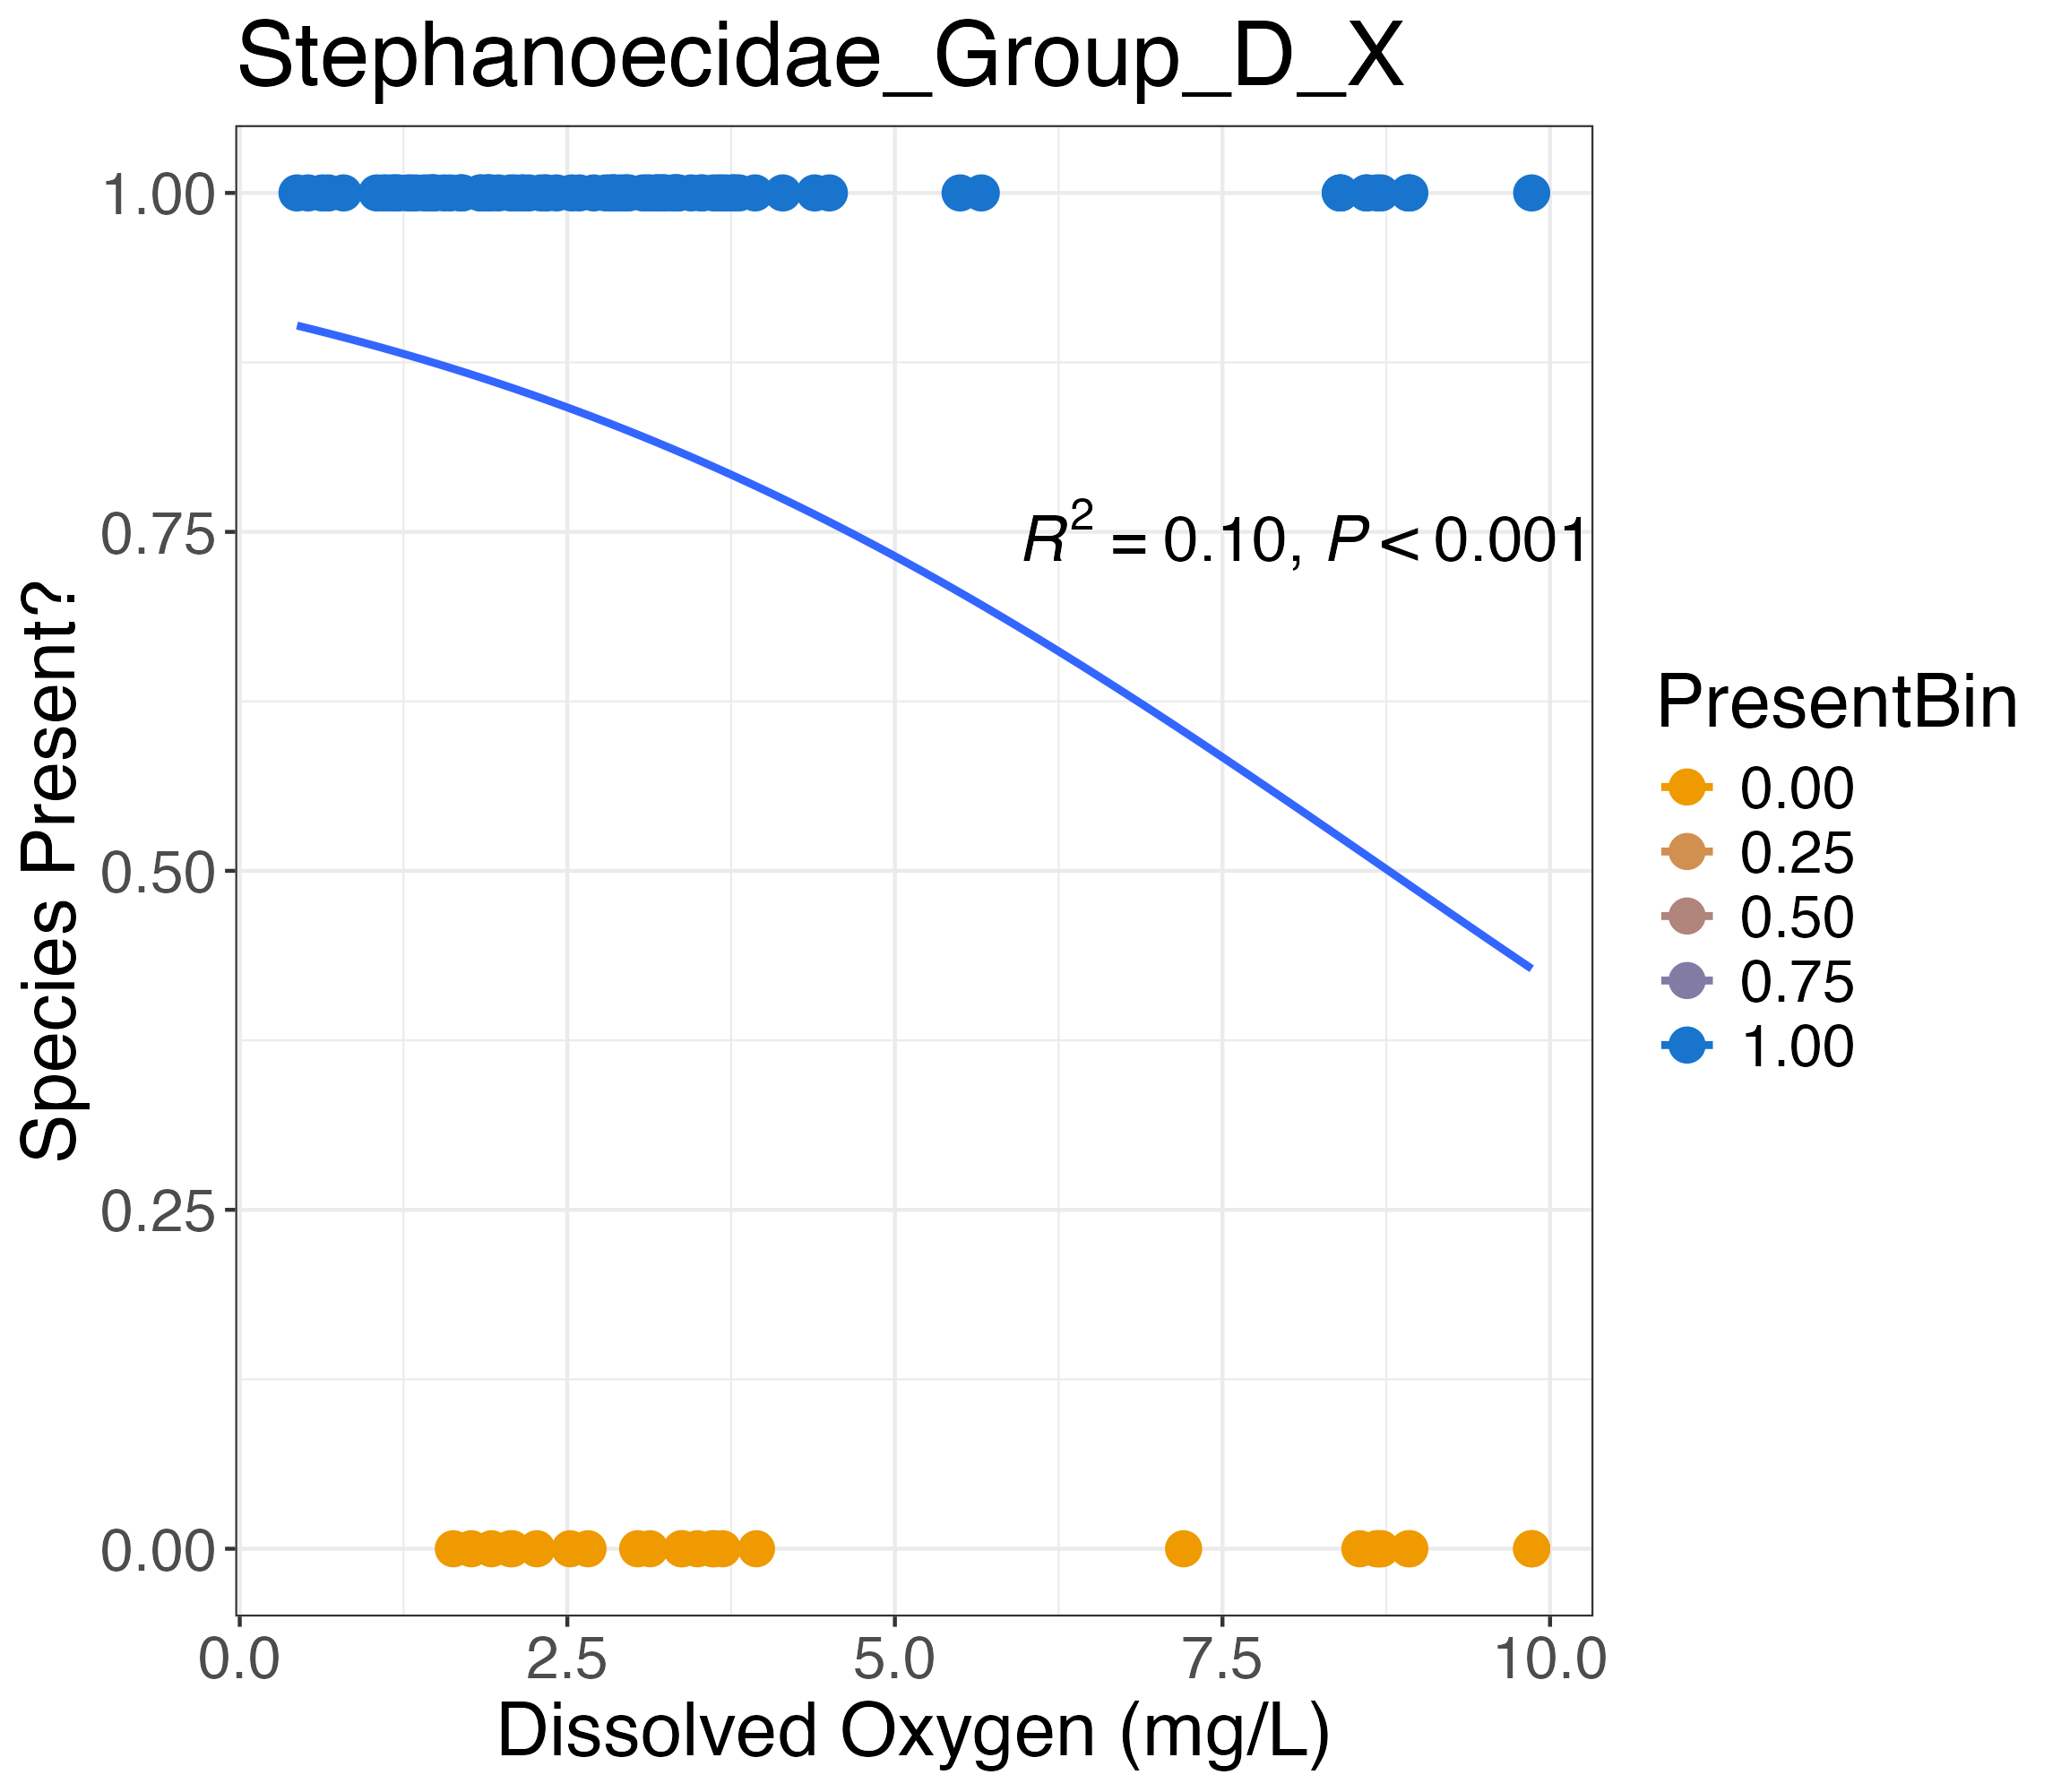 Stephanoecidae_Group_D_X
Species Present?
1.00
0.75
0.50
0.25
0.00
R² = 0.10, P < 0.001
0.0 2.5 5.0 7.5 10.0
Dissolved Oxygen (mg/L)
PresentBin
0.00
0.25
0.50
0.75
1.00